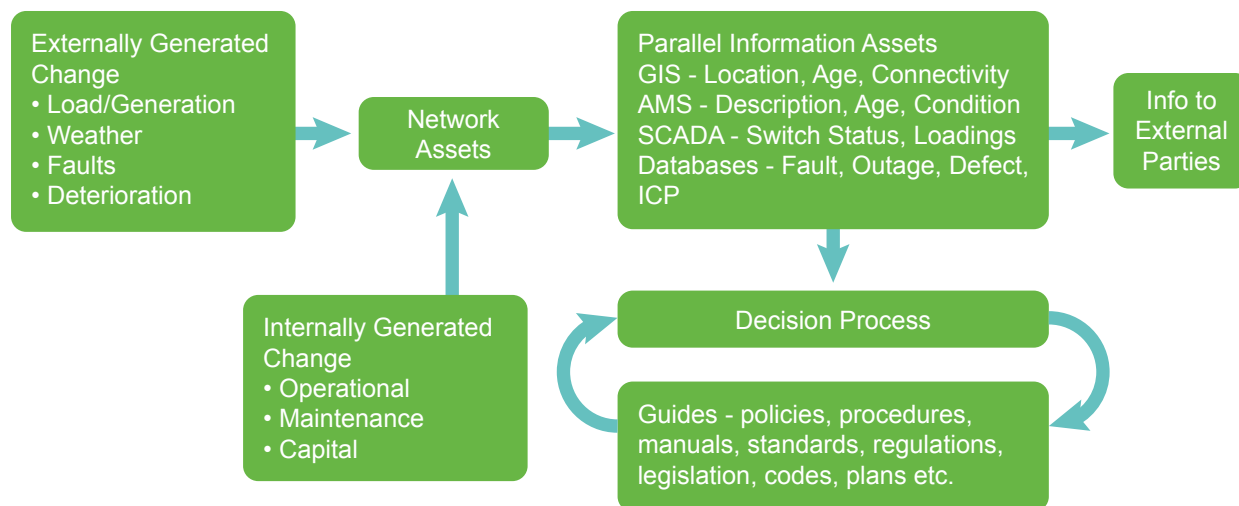 Externally Generated
Change
• Load/Generation
• Weather
• Faults
• Deterioration
Network
Assets
Parallel Information Assets
GIS - Location, Age, Connectivity
AMS - Description, Age, Condition
SCADA - Switch Status, Loadings
Databases - Fault, Outage, Defect,
ICP
Info to
External
Parties
Internally Generated
Change
• Operational
• Maintenance
• Capital
Decision Process
Guides - policies, procedures,
manuals, standards, regulations,
legislation, codes, plans etc.